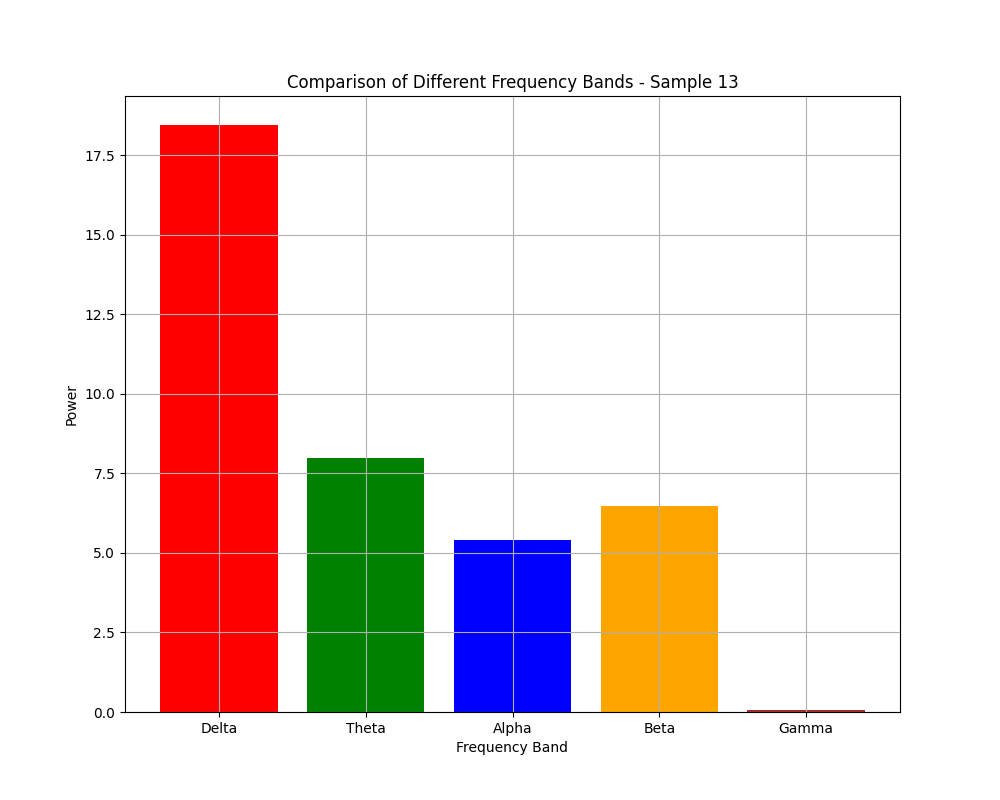 Comparison of Different Frequency Bands - Sample 13
17.5
15.0
12.5
10.0
7.5
5.0
2.5
0.0
Power
Delta Theta Alpha Beta Gamma
Frequency Band